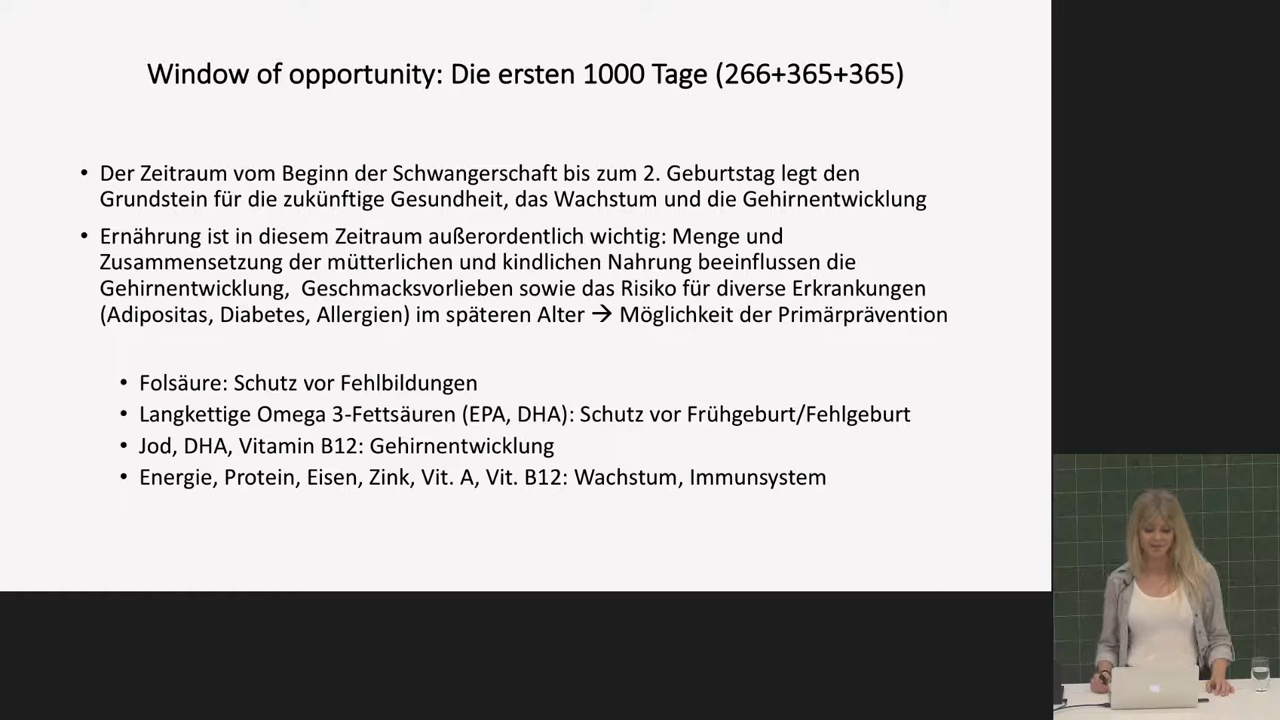 Window of opportunity: Die ersten 1000 Tage (266+365+365)
• Der Zeitraum vom Beginn der Schwangerschaft bis zum 2. Geburtstag legt den
Grundstein für die zukünftige Gesundheit, das Wachstum und die Gehirnentwicklung
• Ernährung ist in diesem Zeitraum außerordentlich wichtig: Menge und
Zusammensetzung der mütterlichen und kindlichen Nahrung beeinflussen die
Gehirnentwicklung,  Geschmacksvorlieben sowie das Risiko für diverse Erkrankungen
(Adipositas, Diabetes, Allergien) im späteren Alter → Möglichkeit der Primärprävention
• Folsäure: Schutz vor Fehlbildungen
• Langkettige Omega 3-Fettsäuren (EPA, DHA): Schutz vor Frühgeburt/Fehlgeburt
• Jod, DHA, Vitamin B12: Gehirnentwicklung
• Energie, Protein, Eisen, Zink, Vit. A, Vit. B12: Wachstum, Immunsystem